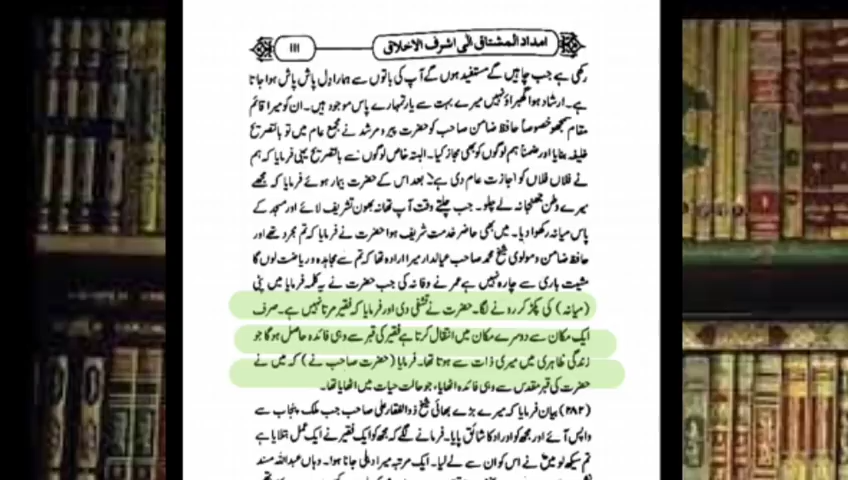 امداد المشتاق الی اشرف الاخلاق
۱۱۱
رکھی ہے جب چاہیں گے مستفید ہوں گے آپ کی باتوں سے ہمارا دل پاش پاش ہوا جاتا
ہے۔ ارشاد ہوا گھبراؤ نہیں میرے بہت سے یار تمہارے پاس موجود ہیں۔ ان کو میرا قائم
مقام سمجھو خصوصاً حافظ ضامن صاحب کو حضرت پیر و مرشد نے مجمع عام میں تو بالتصریح
خلیفہ بنایا اور ضمناً ہم لوگوں کو بھی مجاز کیا۔ البتہ خاص لوگوں سے بالتصریح یہی فرمایا کہ ہم
نے فلاں فلاں کو اجازت عام دی ہے بعد اس کے حضرت بیمار ہوئے فرمایا کہ مجھے
میرے وطن جھنجانہ لے چلو۔ جب چلتے وقت آپ تھانہ بھون تشریف لائے اور مسجد کے
پاس میانہ رکھوا دیا۔ میں بھی حاضر خدمت شریف ہوا حضرت نے فرمایا کہ تم مجرد تھے اور
حافظ ضامن و مولوی شیخ محمد صاحب عیالدار میرا ارادہ تھا کہ تم سے مجاہدہ و ریاضت لوں گا
مشیت باری سے چارہ نہیں ہے عمر نے وفا نہ کی جب حضرت نے یہ کلمہ فرمایا میں پٹی
(میانہ) کی پکڑ کر رونے لگا۔ حضرت نے تشفی دی اور فرمایا کہ فقیر مرتا نہیں ہے۔ صرف
ایک مکان سے دوسرے مکان میں انتقال کرتا ہے فقیر کی قبر سے وہی فائدہ حاصل ہوگا جو
زندگی ظاہری میں میری ذات سے ہوتا تھا۔ فرمایا (حضرت صاحب نے) کہ میں نے
حضرت کی قبر مقدس سے وہی فائدہ اٹھایا، جو حالت حیات میں اٹھایا تھا۔
(۲۸۲) بیان فرمایا کہ میرے بڑے بھائی شیخ ذوالفقار علی صاحب جب ملک پنجاب سے
واپس آئے اور مجھ کو اوراد کا شائق پایا۔ فرمانے لگے کہ مجھ کو ایک فقیر نے ایک عمل بتلایا ہے
تم سیکھ لو میں نے اس کو ان سے لے لیا۔ ایک مرتبہ میرا دہلی جانا ہوا۔ وہاں عبداللہ مسند